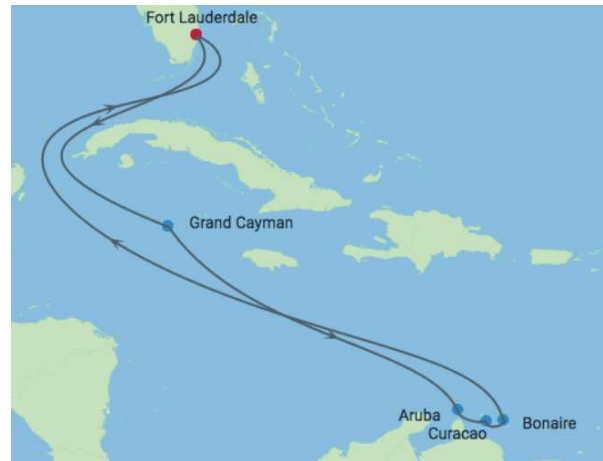 Fort Lauderdale
Grand Cayman
Aruba
Curacao
Bonaire